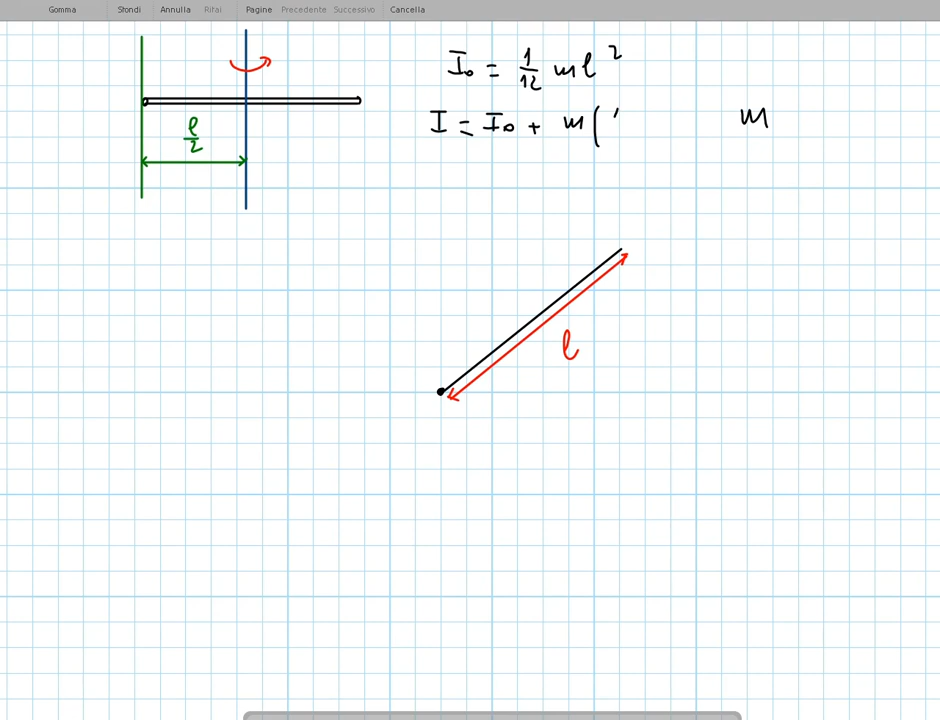 Gomma Sfondi Annulla Rifai Pagine Precedente Successivo Cancella
I₀ = 1/12 ml²
I = I₀ + m( m
l/2
l